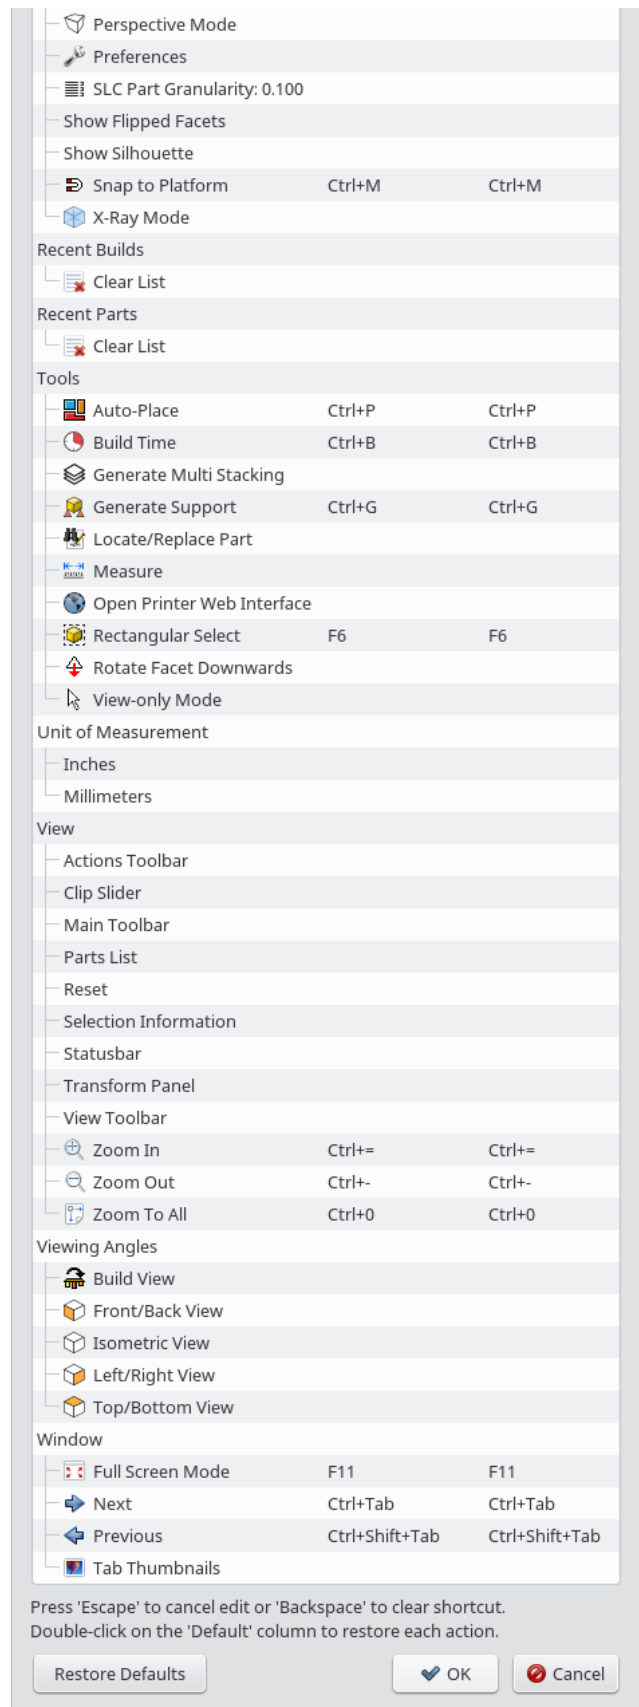 Perspective Mode
Preferences
SLC Part Granularity: 0.100
Show Flipped Facets
Show Silhouette
Snap to Platform Ctrl+M Ctrl+M
X-Ray Mode
Recent Builds
Clear List
Recent Parts
Clear List
Tools
Auto-Place Ctrl+P Ctrl+P
Build Time Ctrl+B Ctrl+B
Generate Multi Stacking
Generate Support Ctrl+G Ctrl+G
Locate/Replace Part
Measure
Open Printer Web Interface
Rectangular Select F6 F6
Rotate Facet Downwards
View-only Mode
Unit of Measurement
Inches
Millimeters
View
Actions Toolbar
Clip Slider
Main Toolbar
Parts List
Reset
Selection Information
Statusbar
Transform Panel
View Toolbar
Zoom In Ctrl+= Ctrl+=
Zoom Out Ctrl+- Ctrl+-
Zoom To All Ctrl+0 Ctrl+0
Viewing Angles
Build View
Front/Back View
Isometric View
Left/Right View
Top/Bottom View
Window
Full Screen Mode F11 F11
Next Ctrl+Tab Ctrl+Tab
Previous Ctrl+Shift+Tab Ctrl+Shift+Tab
Tab Thumbnails
Press 'Escape' to cancel edit or 'Backspace' to clear shortcut.
Double-click on the 'Default' column to restore each action.
Restore Defaults OK Cancel